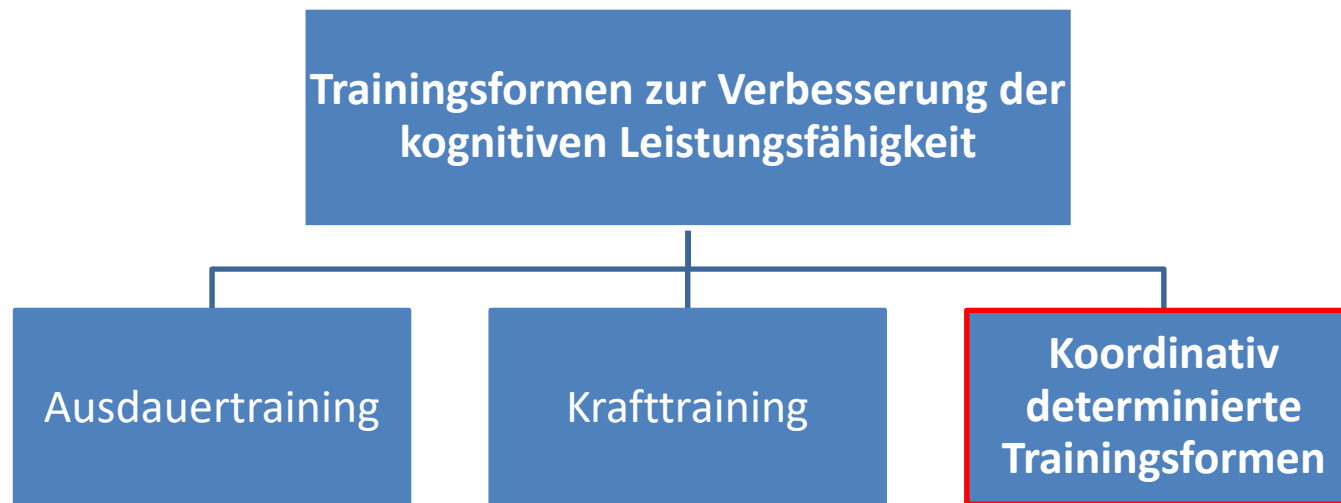 Trainingsformen zur Verbesserung der
kognitiven Leistungsfähigkeit
Ausdauertraining
Krafttraining
Koordinativ
determinierte
Trainingsformen